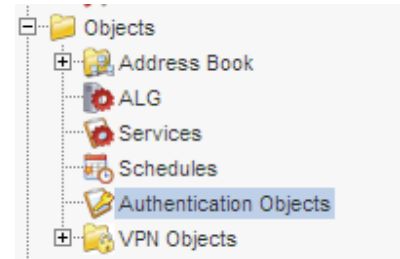 Objects
Address Book
ALG
Services
Schedules
Authentication Objects
VPN Objects